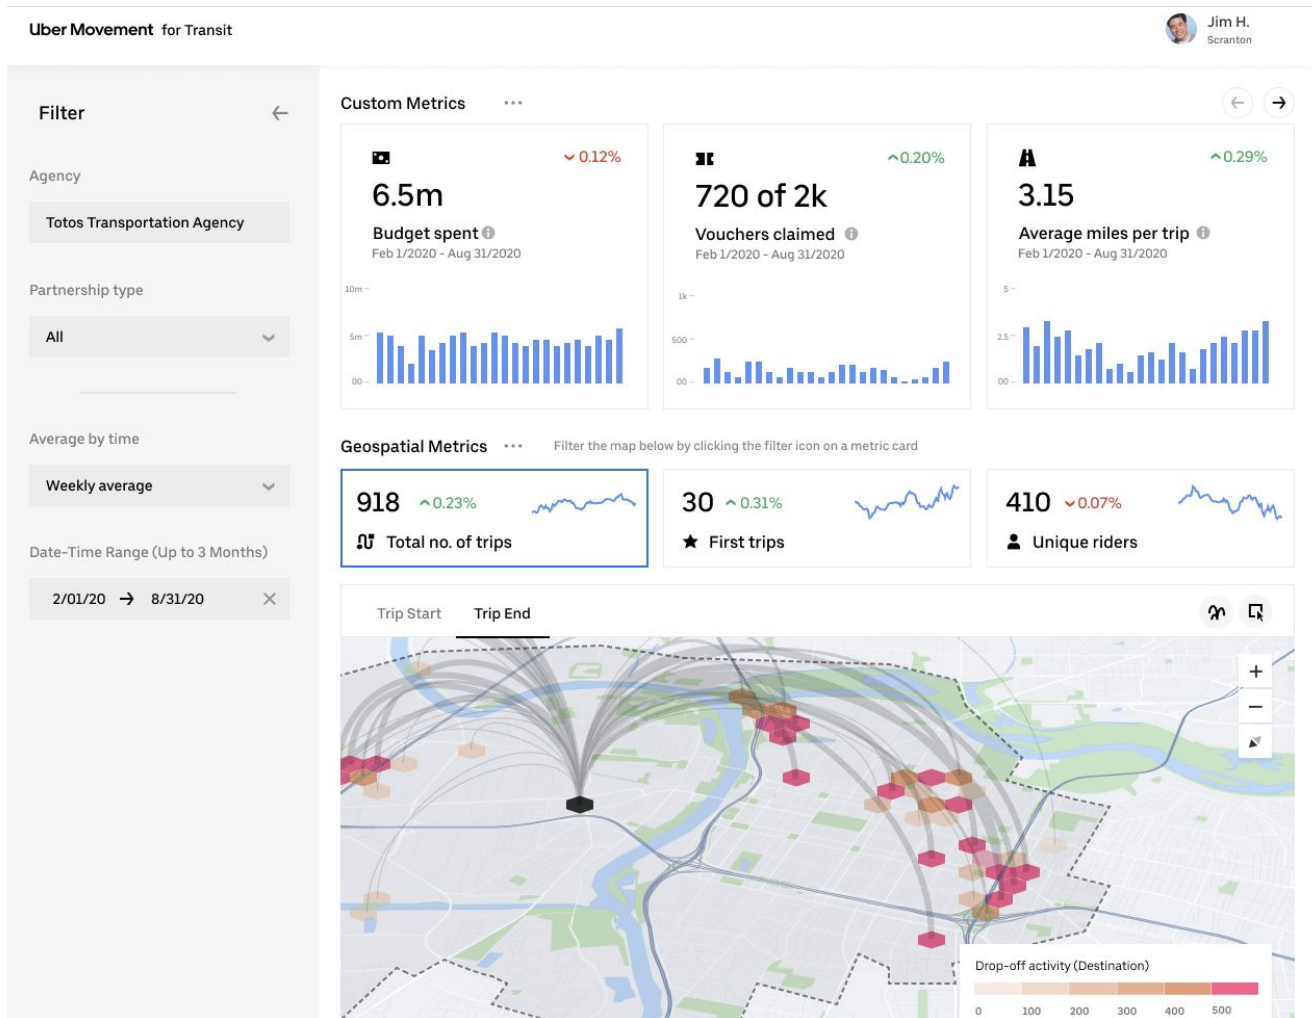 Uber Movement for Transit
Jim H.
Scranton
Filter
Agency
Totos Transportation Agency
Partnership type
All
Average by time
Weekly average
Date-Time Range (Up to 3 Months)
2/01/20 → 8/31/20
Custom Metrics
0.12%
6.5m
Budget spent
Feb 1/2020 - Aug 31/2020
10m
5m
00
0.20%
720 of 2k
Vouchers claimed
Feb 1/2020 - Aug 31/2020
1k
500
00
0.29%
3.15
Average miles per trip
Feb 1/2020 - Aug 31/2020
5
2.5
00
Geospatial Metrics
Filter the map below by clicking the filter icon on a metric card
918 0.23%
Total no. of trips
30 0.31%
First trips
410 0.07%
Unique riders
Trip Start Trip End
Drop-off activity (Destination)
0 100 200 300 400 500